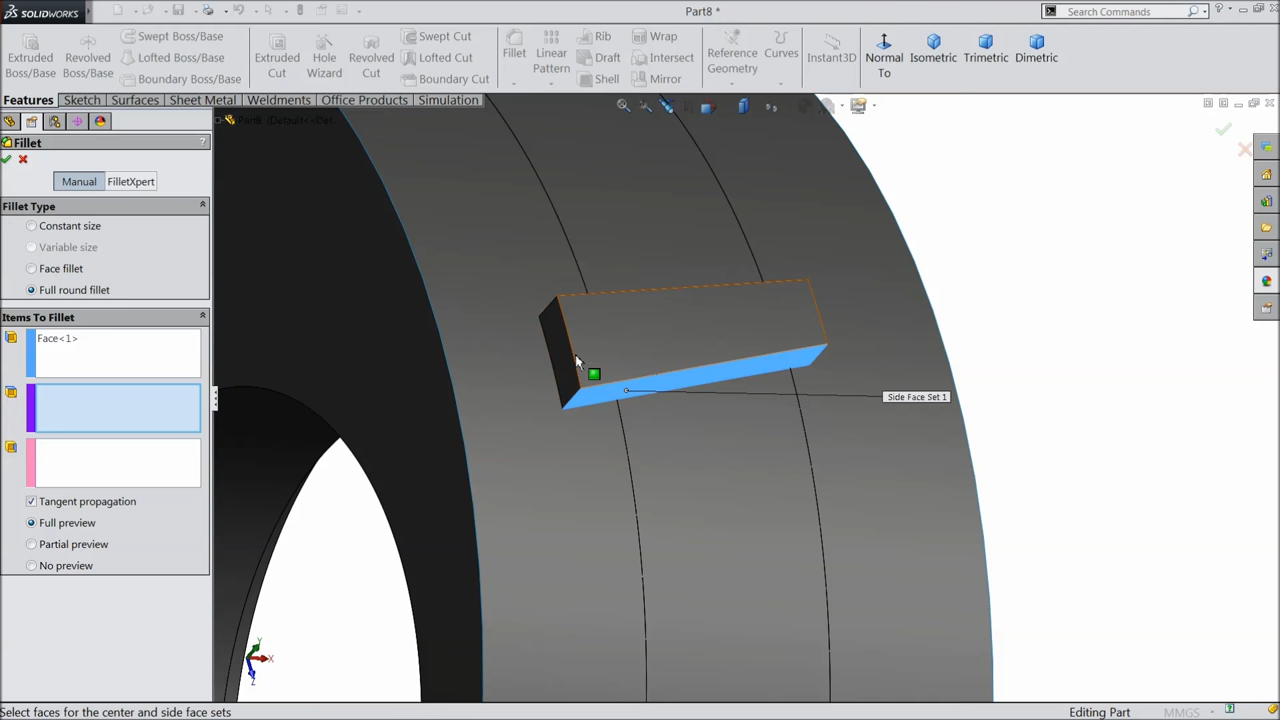 SOLIDWORKS
Part8 *
Search Commands
Extruded Boss/Base
Revolved Boss/Base
Swept Boss/Base
Lofted Boss/Base
Boundary Boss/Base
Extruded Cut
Hole Wizard
Revolved Cut
Swept Cut
Lofted Cut
Boundary Cut
Fillet
Linear Pattern
Rib
Draft
Shell
Wrap
Intersect
Mirror
Reference Geometry
Curves
Instant3D
Normal To
Isometric
Trimetric
Dimetric
Features
Sketch
Surfaces
Sheet Metal
Weldments
Office Products
Simulation
Part8 (Default<<Def...
Fillet
?
Manual
FilletXpert
Fillet Type
Constant size
Variable size
Face fillet
Full round fillet
Items To Fillet
Face<1>
Tangent propagation
Full preview
Partial preview
No preview
Side Face Set 1
Y
X
Z
Select faces for the center and side face sets
Editing Part
MMGS